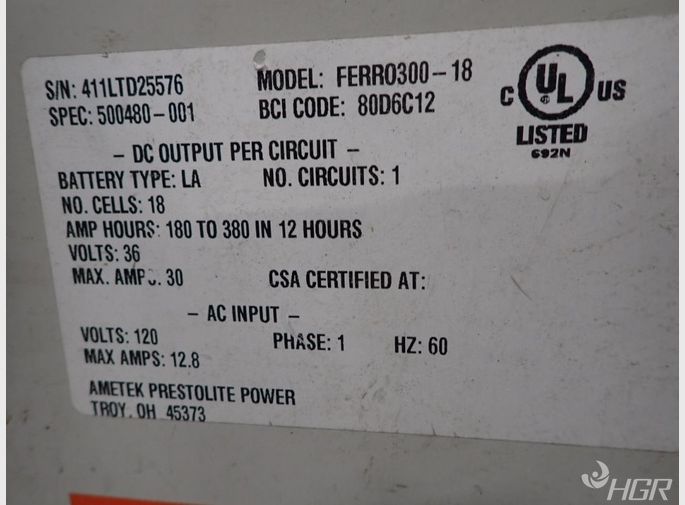 S/N: 411LTD25576
MODEL: FERRO300-18
SPEC: 500480-001
BCI CODE: 80D6C12
C UL US
LISTED
692N
- DC OUTPUT PER CIRCUIT -
BATTERY TYPE: LA
NO. CIRCUITS: 1
NO. CELLS: 18
AMP HOURS: 180 TO 380 IN 12 HOURS
VOLTS: 36
MAX. AMPS: 30
CSA CERTIFIED AT:
- AC INPUT -
VOLTS: 120
PHASE: 1
HZ: 60
MAX AMPS: 12.8
AMETEK PRESTOLITE POWER
TROY, OH 45373
HGR